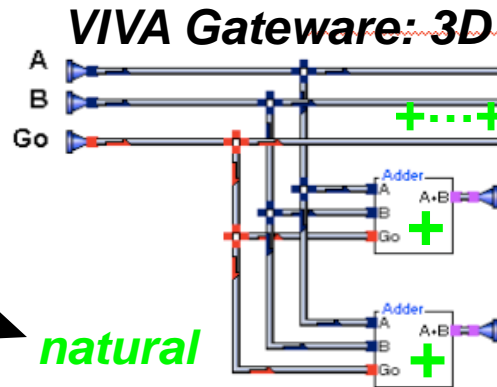 VIVA Gateware: 3D
A
B
Go
+....+
Adder
A
A+B
B
+
Go
natural
Adder
A
A+B
B
+
Go